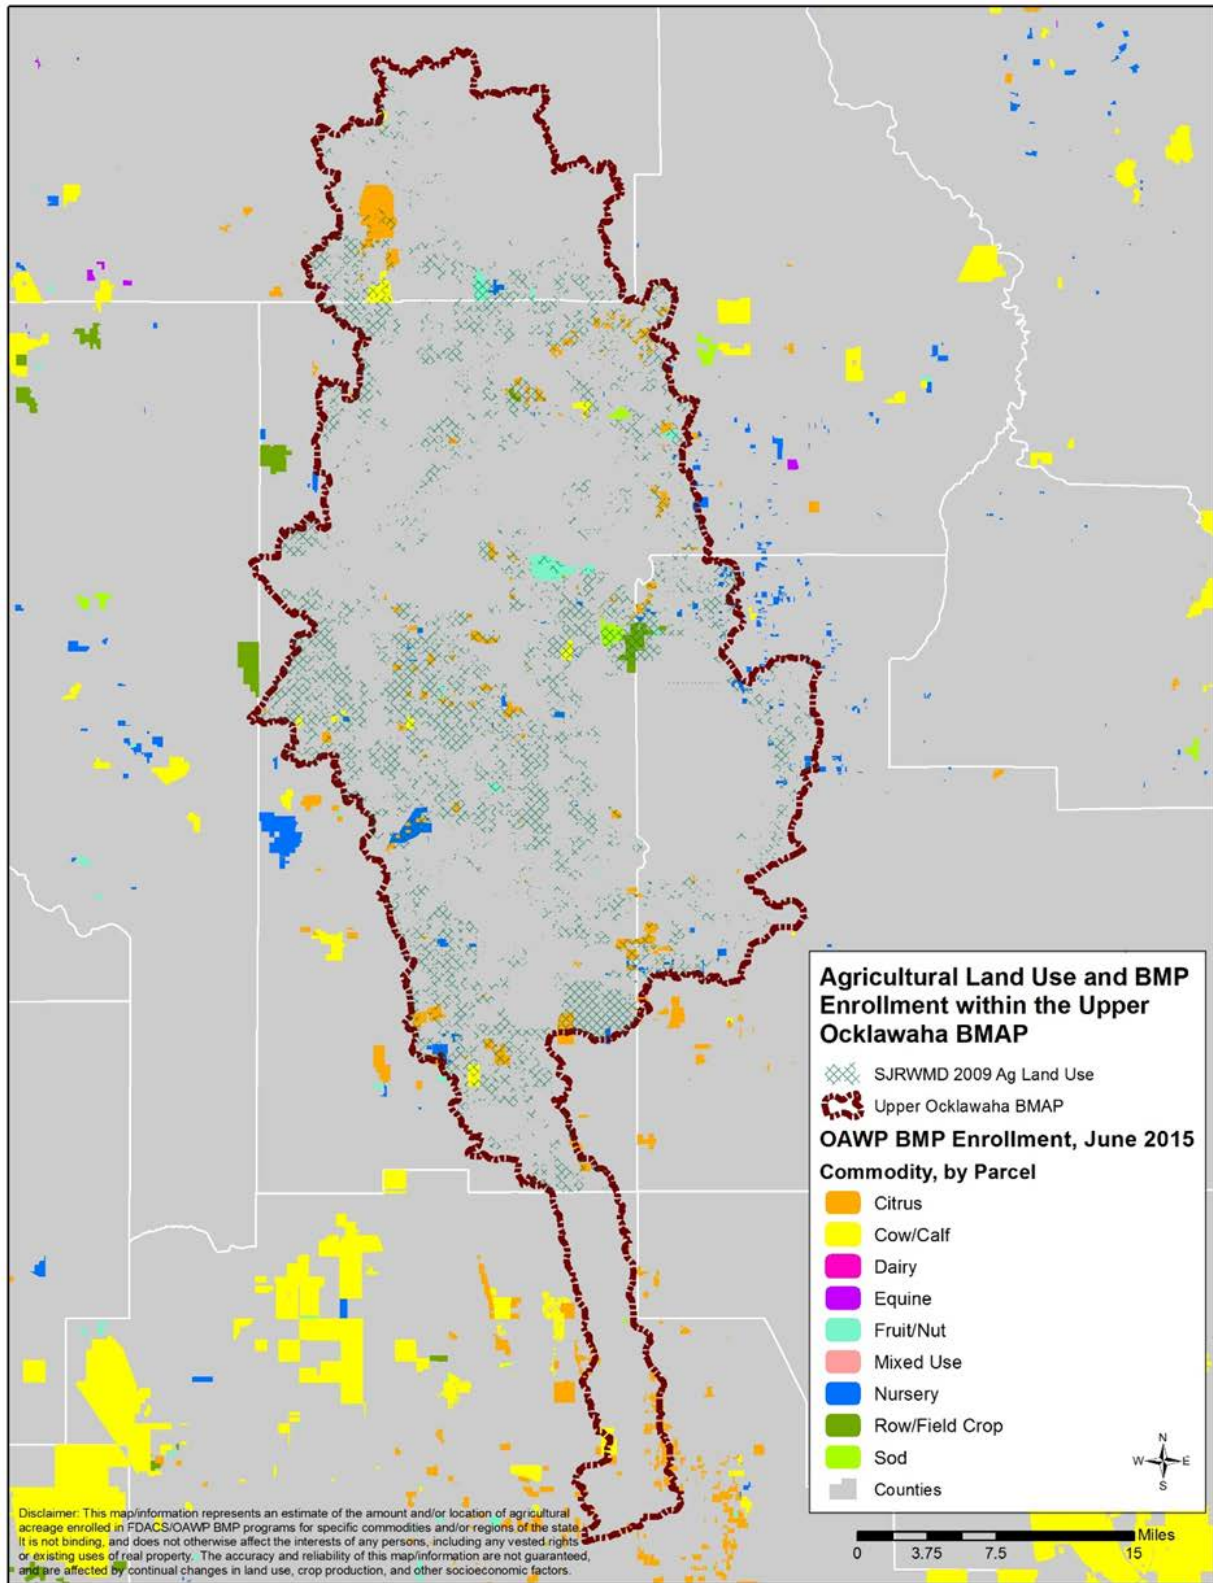 Agricultural Land Use and BMP
Enrollment within the Upper
Ocklawaha BMAP
SJRWMD 2009 Ag Land Use
Upper Ocklawaha BMAP
OAWP BMP Enrollment, June 2015
Commodity, by Parcel
Citrus
Cow/Calf
Dairy
Equine
Fruit/Nut
Mixed Use
Nursery
Row/Field Crop
Sod
Counties
N
W E
S
Miles
0 3.75 7.5 15
Disclaimer: This map/information represents an estimate of the amount and/or location of agricultural
acreage enrolled in FDACS/OAWP BMP programs for specific commodities and/or regions of the state.
It is not binding, and does not otherwise affect the interests of any persons, including any vested rights
or existing uses of real property. The accuracy and reliability of this map/information are not guaranteed,
and are affected by continual changes in land use, crop production, and other socioeconomic factors.